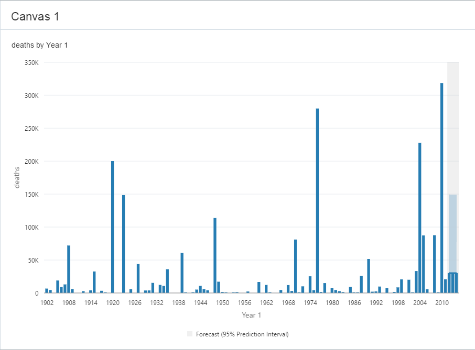 Canvas 1
deaths by Year 1
350K
300K
250K
200K
150K
100K
50K
0
deaths
1902 1908 1914 1920 1926 1932 1938 1944 1950 1956 1962 1968 1974 1980 1986 1992 1998 2004 2010
Year 1
Forecast (95% Prediction Interval)